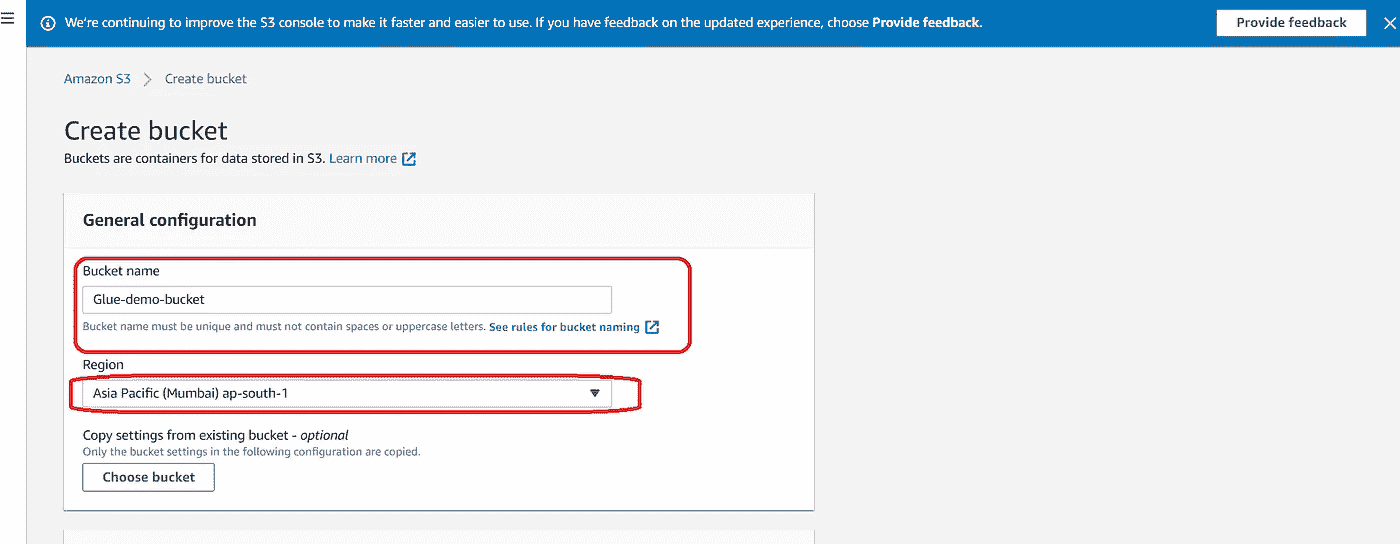 We're continuing to improve the S3 console to make it faster and easier to use. If you have feedback on the updated experience, choose Provide feedback.
Provide feedback
Amazon S3 > Create bucket
Create bucket
Buckets are containers for data stored in S3. Learn more
General configuration
Bucket name
Glue-demo-bucket
Bucket name must be unique and must not contain spaces or uppercase letters. See rules for bucket naming
Region
Asia Pacific (Mumbai) ap-south-1
Copy settings from existing bucket - optional
Only the bucket settings in the following configuration are copied.
Choose bucket